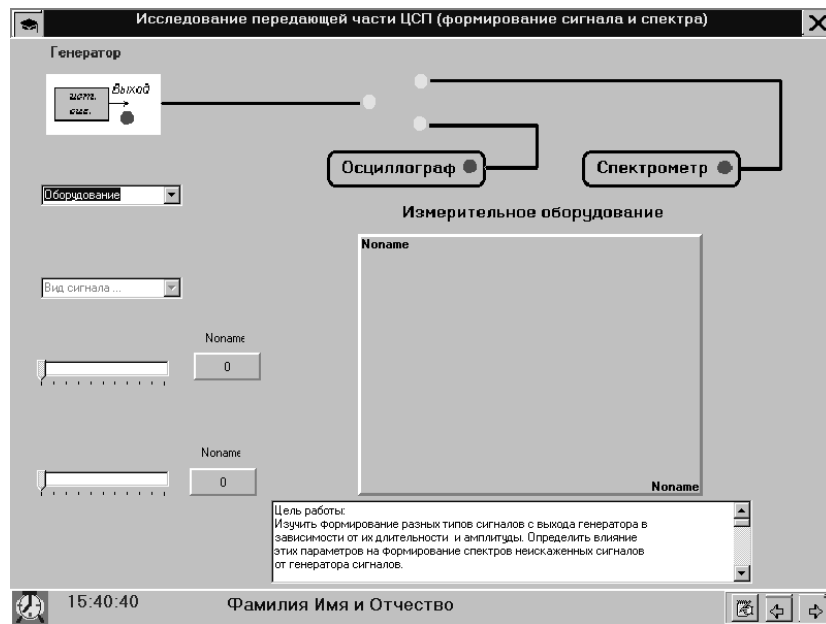 Исследование передающей части ЦСП (формирование сигнала и спектра)
Генератор
ист.
сиг.
Выход
Осциллограф
Спектрометр
Оборудование
Измерительное оборудование
Noname
Вид сигнала ...
Noname
0
Noname
0
Noname
Цель работы:
Изучить формирование разных типов сигналов с выхода генератора в
зависимости от их длительности и амплитуды. Определить влияние
этих параметров на формирование спектров неискаженных сигналов
от генератора сигналов.
15:40:40
Фамилия Имя и Отчество